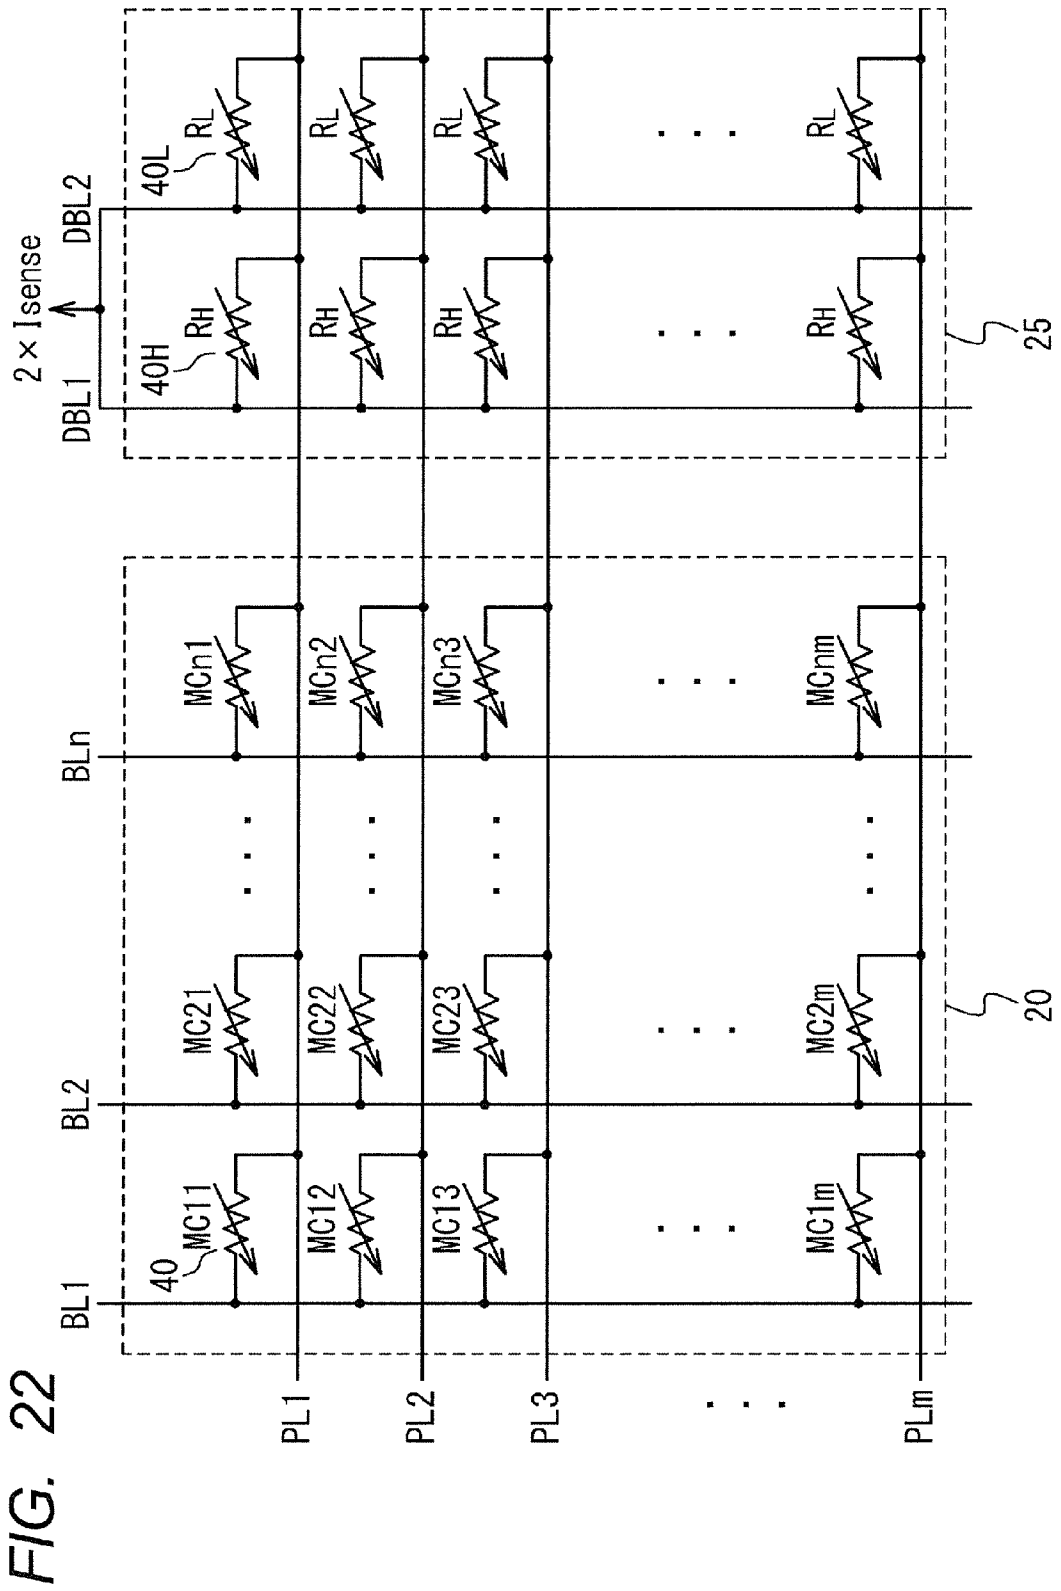 FIG. 22
BL1
BL2
BLn
DBL1
DBL2
2×Isense
40
40H
40L
PL1
MC11
MC21
MCn1
RH
RL
PL2
MC12
MC22
MCn2
RH
RL
PL3
MC13
MC23
MCn3
RH
RL
PLm
MC1m
MC2m
MCnm
RH
RL
20
25